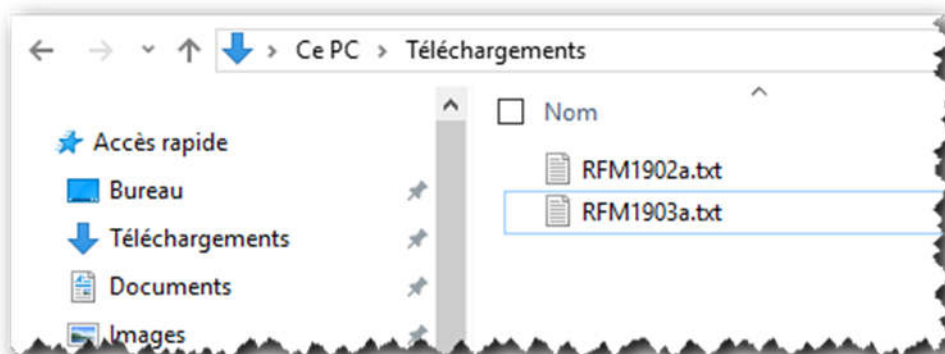 Ce PC > Téléchargements
Nom
Accès rapide
Bureau
Téléchargements
Documents
Images
RFM1902a.txt
RFM1903a.txt